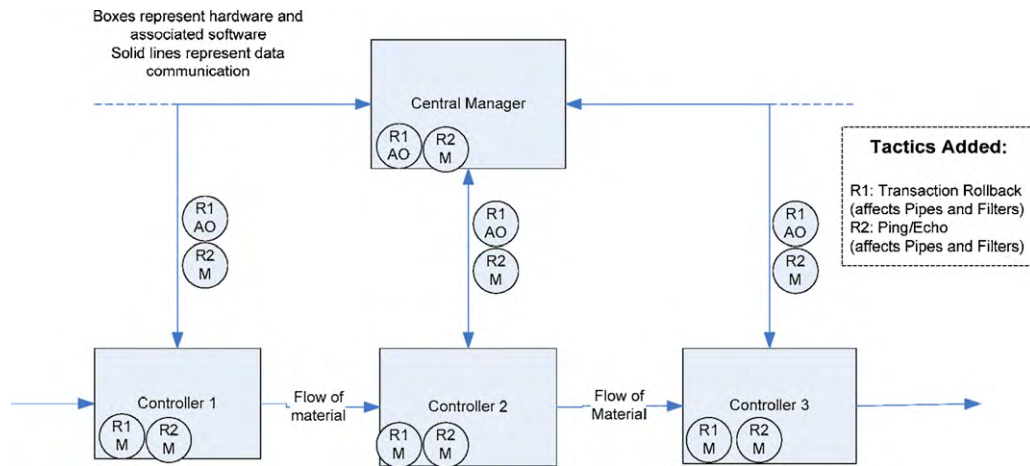 Boxes represent hardware and
associated software
Solid lines represent data
communication
Central Manager
R1
AO
R2
M
Tactics Added:
R1: Transaction Rollback
(affects Pipes and Filters)
R2: Ping/Echo
(affects Pipes and Filters)
R1
AO
R2
M
R1
AO
R2
M
R1
AO
R2
M
Controller 1
R1
M
R2
M
Flow of
material
Controller 2
R1
M
R2
M
Flow of
Material
Controller 3
R1
M
R2
M